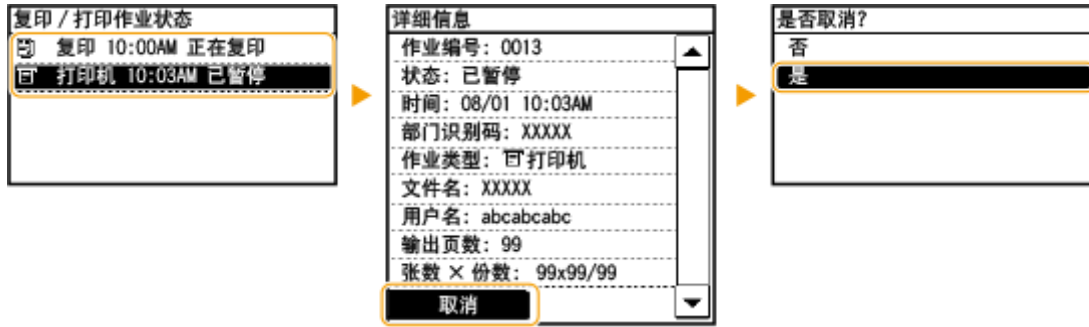 复印 / 打印作业状态
复印 10:00AM 正在复印
打印机 10:03AM 已暂停
详细信息
作业编号: 0013
状态: 已暂停
时间: 08/01 10:03AM
部门识别码: XXXXX
作业类型: 打印机
文件名: XXXXX
用户名: abcabcabc
输出页数: 99
张数 × 份数: 99x99/99
取消
是否取消?
否
是